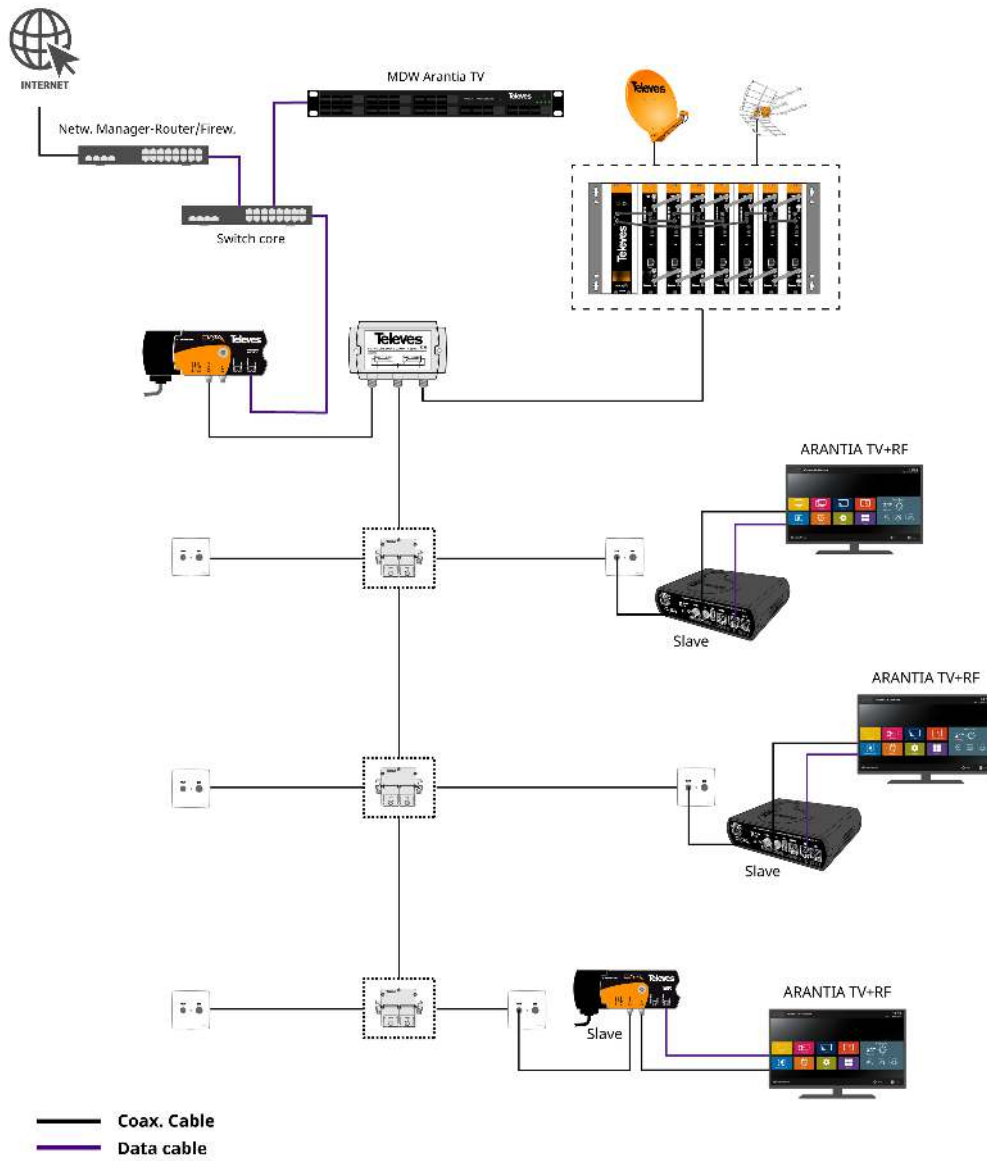 INTERNET
MDW Arantia TV
Televes
Televes
Netw. Manager-Router/Firew.
Switch core
Televes
Televes
Televes
ARANTIA TV+RF
Slave
ARANTIA TV+RF
Slave
Televes
Slave
ARANTIA TV+RF
Coax. Cable
Data cable